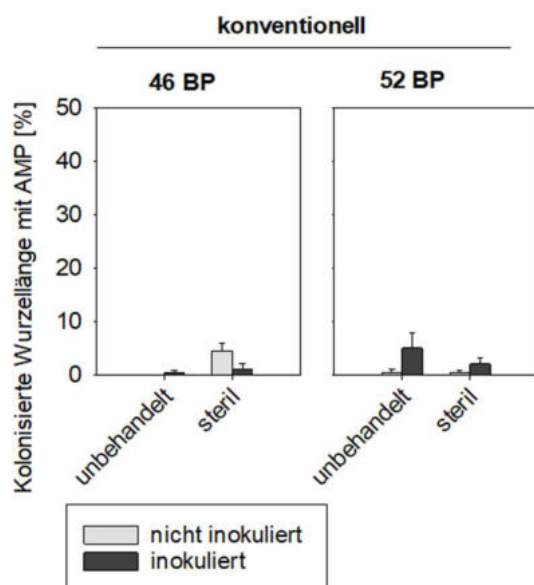 konventionell
46 BP 52 BP
Kolonisierte Wurzellänge mit AMP [%]
50
40
30
20
10
0
unbehandelt
steril
unbehandelt
steril
nicht inokuliert
inokuliert